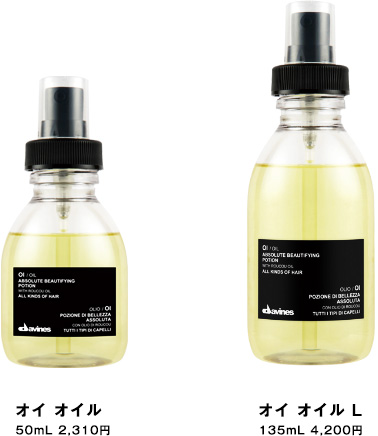 OI / OIL
ABSOLUTE BEAUTIFYING
POTION
WITH ROUCOU OIL
ALL KINDS OF HAIR
OLIO / OI
POZIONE DI BELLEZZA
ASSOLUTA
CON OLIO DI ROUCOU
TUTTI I TIPI DI CAPELLI
davines
オイ オイル
50mL 2,310円
OI / OIL
ABSOLUTE BEAUTIFYING
POTION
WITH ROUCOU OIL
ALL KINDS OF HAIR
OLIO / OI
POZIONE DI BELLEZZA
ASSOLUTA
CON OLIO DI ROUCOU
TUTTI I TIPI DI CAPELLI
davines
オイ オイル L
135mL 4,200円